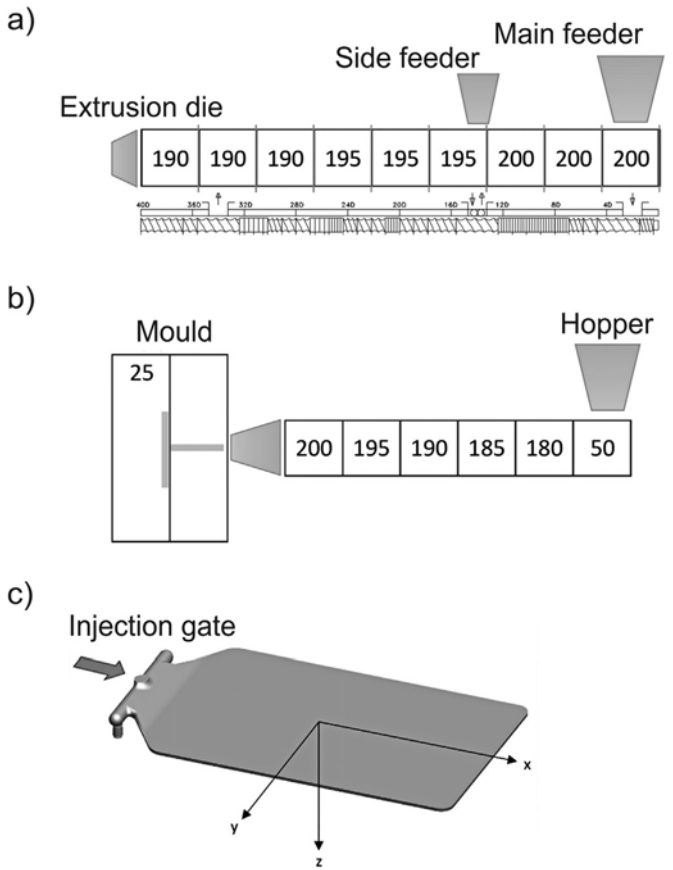 a)
Main feeder
Side feeder
Extrusion die
190 190 190 195 195 195 200 200 200
400 360 320 280 240 200 160 120 80 40
b)
Mould
Hopper
25
200 195 190 185 180 50
c)
Injection gate
x
y
z